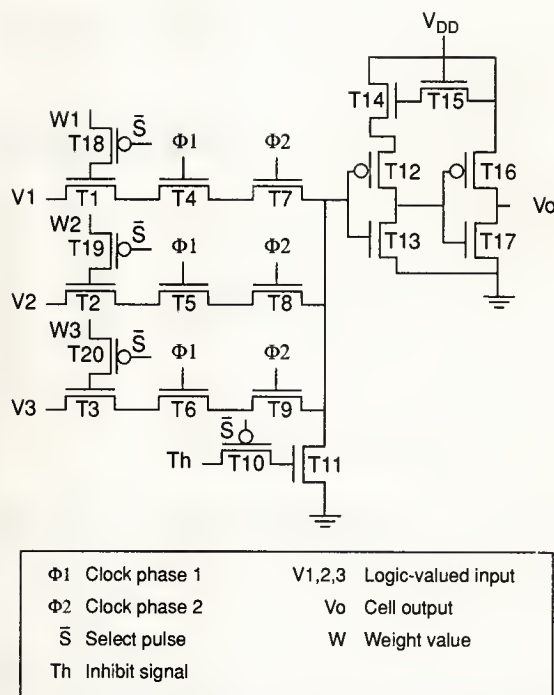 V_DD
T14
T15
W1
T18
S̄
Φ1
Φ2
T12
T16
V1
T1
T4
T7
Vo
W2
T19
S̄
Φ1
Φ2
T13
T17
V2
T2
T5
T8
W3
T20
S̄
Φ1
Φ2
V3
T3
T6
T9
S̄
Th
T10
T11
Φ1 Clock phase 1
V1,2,3 Logic-valued input
Φ2 Clock phase 2
Vo Cell output
S̄ Select pulse
W Weight value
Th Inhibit signal